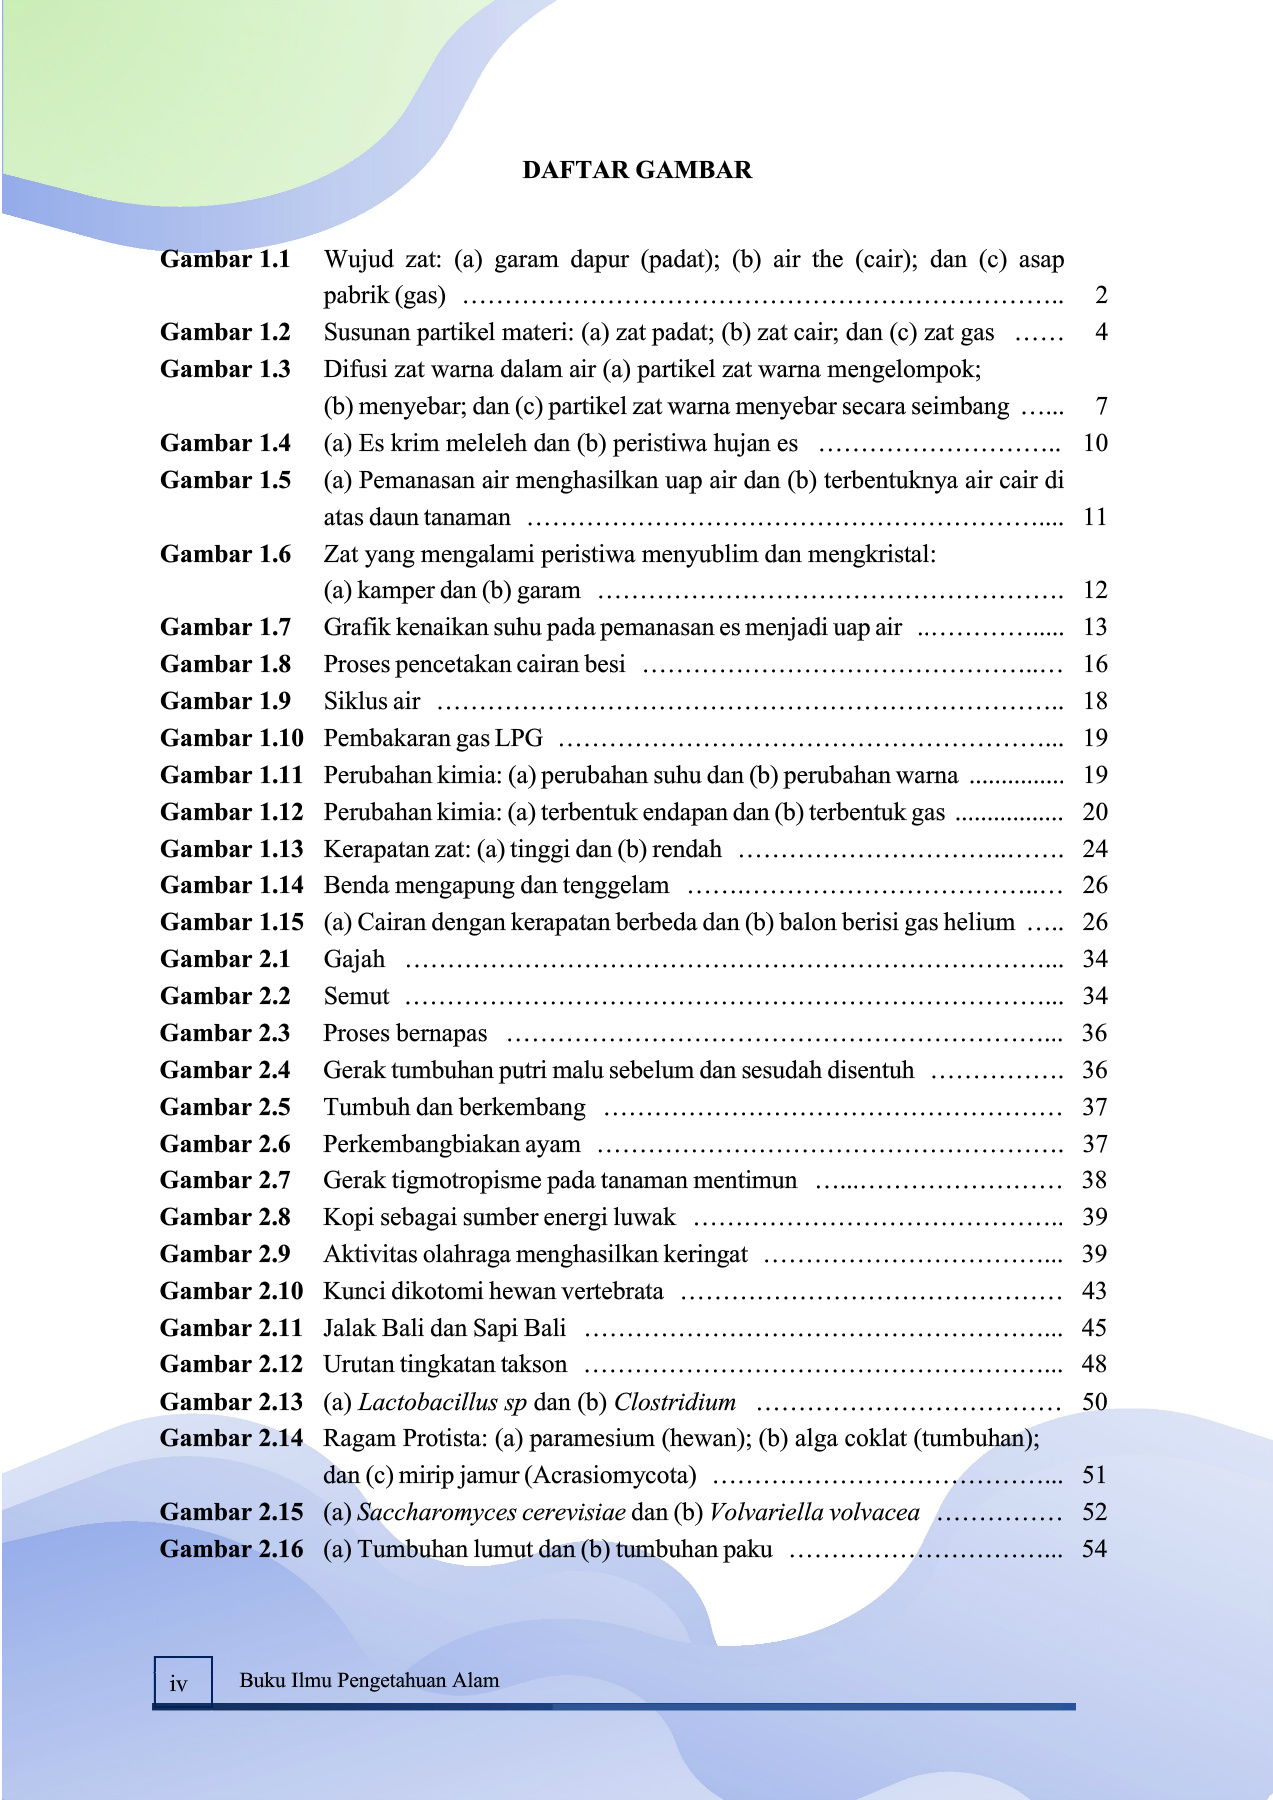 DAFTAR GAMBAR
Gambar 1.1 Wujud zat: (a) garam dapur (padat); (b) air the (cair); dan (c) asap
pabrik (gas) ……………………………………………………………….. 2
Gambar 1.2 Susunan partikel materi: (a) zat padat; (b) zat cair; dan (c) zat gas …… 4
Gambar 1.3 Difusi zat warna dalam air (a) partikel zat warna mengelompok;
(b) menyebar; dan (c) partikel zat warna menyebar secara seimbang …... 7
Gambar 1.4 (a) Es krim meleleh dan (b) peristiwa hujan es ……………………….. 10
Gambar 1.5 (a) Pemanasan air menghasilkan uap air dan (b) terbentuknya air cair di
atas daun tanaman ……………………………………………………….... 11
Gambar 1.6 Zat yang mengalami peristiwa menyublim dan mengkristal:
(a) kamper dan (b) garam ………………………………………………. 12
Gambar 1.7 Grafik kenaikan suhu pada pemanasan es menjadi uap air ..…………..... 13
Gambar 1.8 Proses pencetakan cairan besi ………………………………………..… 16
Gambar 1.9 Siklus air ……………………………………………………………….. 18
Gambar 1.10 Pembakaran gas LPG …………………………………………………... 19
Gambar 1.11 Perubahan kimia: (a) perubahan suhu dan (b) perubahan warna ............... 19
Gambar 1.12 Perubahan kimia: (a) terbentuk endapan dan (b) terbentuk gas ................. 20
Gambar 1.13 Kerapatan zat: (a) tinggi dan (b) rendah …………………………..……. 24
Gambar 1.14 Benda mengapung dan tenggelam …….……………………………..… 26
Gambar 1.15 (a) Cairan dengan kerapatan berbeda dan (b) balon berisi gas helium ….. 26
Gambar 2.1 Gajah …………………………………………………………………... 34
Gambar 2.2 Semut …………………………………………………………………... 34
Gambar 2.3 Proses bernapas ………………………………………………………... 36
Gambar 2.4 Gerak tumbuhan putri malu sebelum dan sesudah disentuh ……………. 36
Gambar 2.5 Tumbuh dan berkembang ……………………………………………… 37
Gambar 2.6 Perkembangbiakan ayam ………………………………………………. 37
Gambar 2.7 Gerak tigmotropisme pada tanaman mentimun …...…………………… 38
Gambar 2.8 Kopi sebagai sumber energi luwak …………………………………….. 39
Gambar 2.9 Aktivitas olahraga menghasilkan keringat ……………………………... 39
Gambar 2.10 Kunci dikotomi hewan vertebrata ……………………………………… 43
Gambar 2.11 Jalak Bali dan Sapi Bali ………………………………………………... 45
Gambar 2.12 Urutan tingkatan takson ………………………………………………... 48
Gambar 2.13 (a) Lactobacillus sp dan (b) Clostridium ……………………………… 50
Gambar 2.14 Ragam Protista: (a) paramesium (hewan); (b) alga coklat (tumbuhan);
dan (c) mirip jamur (Acrasiomycota) …………………………………... 51
Gambar 2.15 (a) Saccharomyces cerevisiae dan (b) Volvariella volvacea …………… 52
Gambar 2.16 (a) Tumbuhan lumut dan (b) tumbuhan paku …………………………... 54
iv Buku Ilmu Pengetahuan Alam